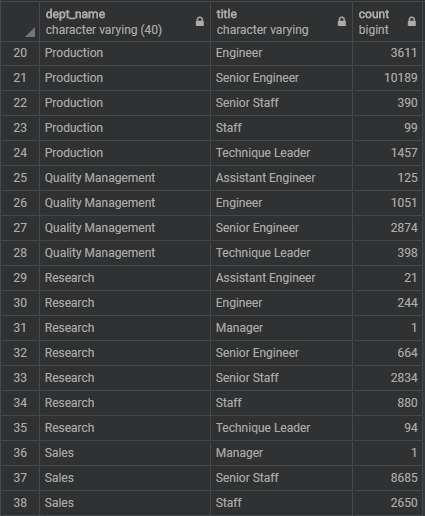 dept_name title count
character varying (40) character varying bigint
20 Production Engineer 3611
21 Production Senior Engineer 10189
22 Production Senior Staff 390
23 Production Staff 99
24 Production Technique Leader 1457
25 Quality Management Assistant Engineer 125
26 Quality Management Engineer 1051
27 Quality Management Senior Engineer 2874
28 Quality Management Technique Leader 398
29 Research Assistant Engineer 21
30 Research Engineer 244
31 Research Manager 1
32 Research Senior Engineer 664
33 Research Senior Staff 2834
34 Research Staff 880
35 Research Technique Leader 94
36 Sales Manager 1
37 Sales Senior Staff 8685
38 Sales Staff 2650